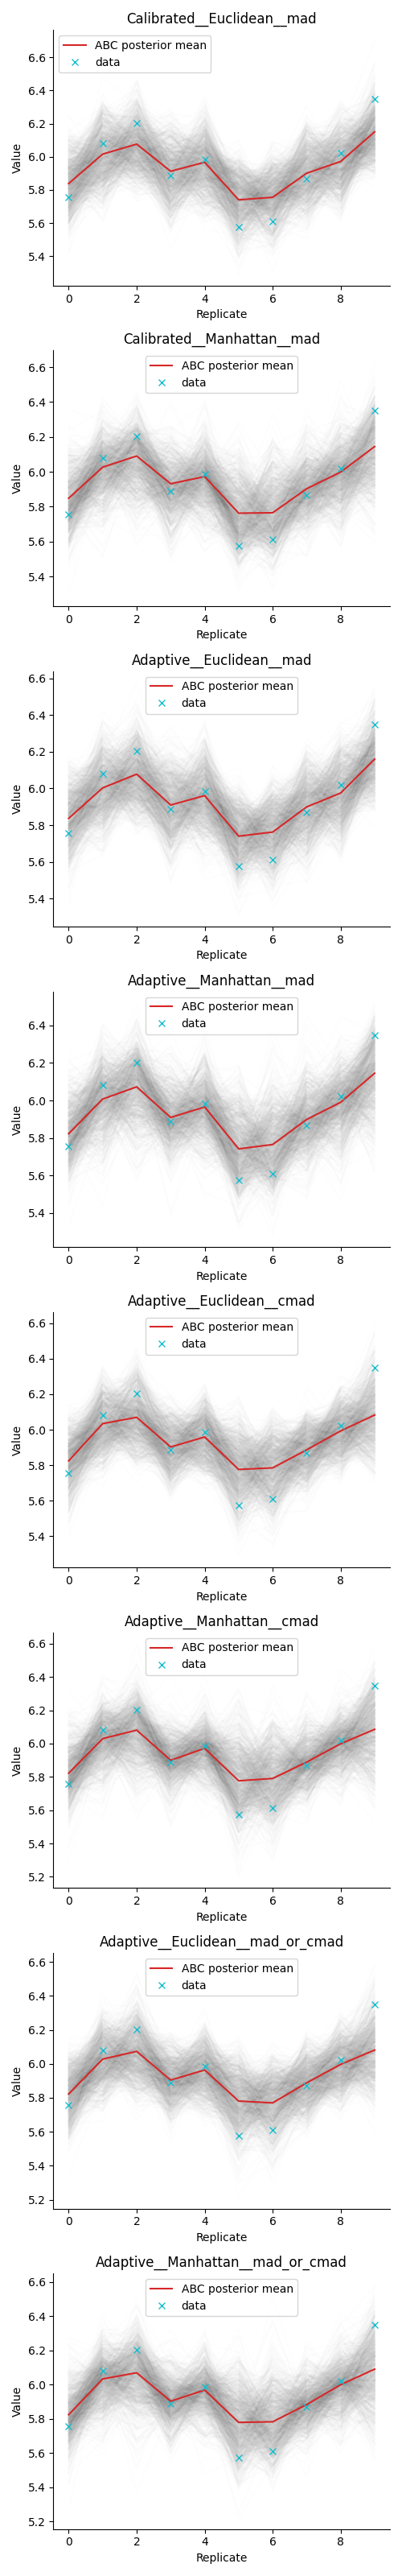 Calibrated__Euclidean__mad
ABC posterior mean
data
6.6
6.4
6.2
6.0
5.8
5.6
5.4
Value
0 2 4 6 8
Replicate
Calibrated__Manhattan__mad
ABC posterior mean
data
6.6
6.4
6.2
6.0
5.8
5.6
5.4
Value
0 2 4 6 8
Replicate
Adaptive__Euclidean__mad
ABC posterior mean
data
6.6
6.4
6.2
6.0
5.8
5.6
5.4
Value
0 2 4 6 8
Replicate
Adaptive__Manhattan__mad
ABC posterior mean
data
6.4
6.2
6.0
5.8
5.6
5.4
Value
0 2 4 6 8
Replicate
Adaptive__Euclidean__cmad
ABC posterior mean
data
6.6
6.4
6.2
6.0
5.8
5.6
5.4
Value
0 2 4 6 8
Replicate
Adaptive__Manhattan__cmad
ABC posterior mean
data
6.6
6.4
6.2
6.0
5.8
5.6
5.4
5.2
Value
0 2 4 6 8
Replicate
Adaptive__Euclidean__mad_or_cmad
ABC posterior mean
data
6.6
6.4
6.2
6.0
5.8
5.6
5.4
5.2
Value
0 2 4 6 8
Replicate
Adaptive__Manhattan__mad_or_cmad
ABC posterior mean
data
6.6
6.4
6.2
6.0
5.8
5.6
5.4
5.2
Value
0 2 4 6 8
Replicate